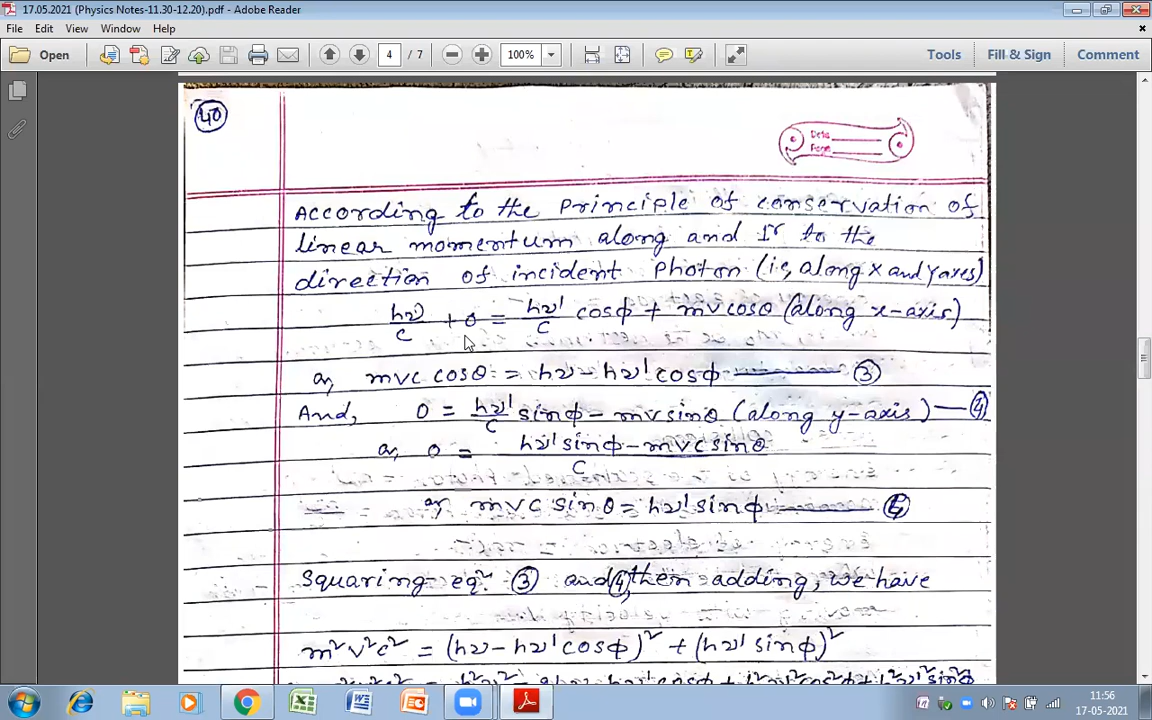 17.05.2021 (Physics Notes-11.30-12.20).pdf - Adobe Reader
File Edit View Window Help
Open 4 / 7 100% Tools Fill & Sign Comment
40
Date
Page
According to the principle of conservation of
linear momentum along and Ir to the
direction of incident photon (i.e, along x and y axes)
hν/c + 0 = hν'/c cosϕ + mv cosθ (along x-axis)
or, mvc cosθ = hν - hν' cosϕ ——— ③
And, 0 = hν'/c sinϕ - mv sinθ (along y-axis) — ④
or, 0 = hν' sinϕ - mvc sinθ / c
or, mvc sinθ = hν' sinϕ ———
Squaring eqⁿ. ③ and ④, then adding, we have
m²v²c² = (hν - hν' cosϕ)² + (hν' sinϕ)²
11:56
17-05-2021